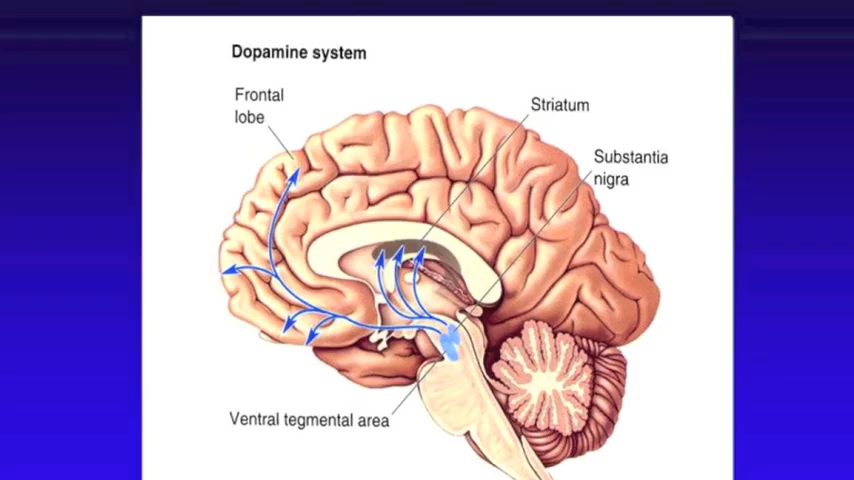 Dopamine system
Frontal
lobe
Striatum
Substantia
nigra
Ventral tegmental area